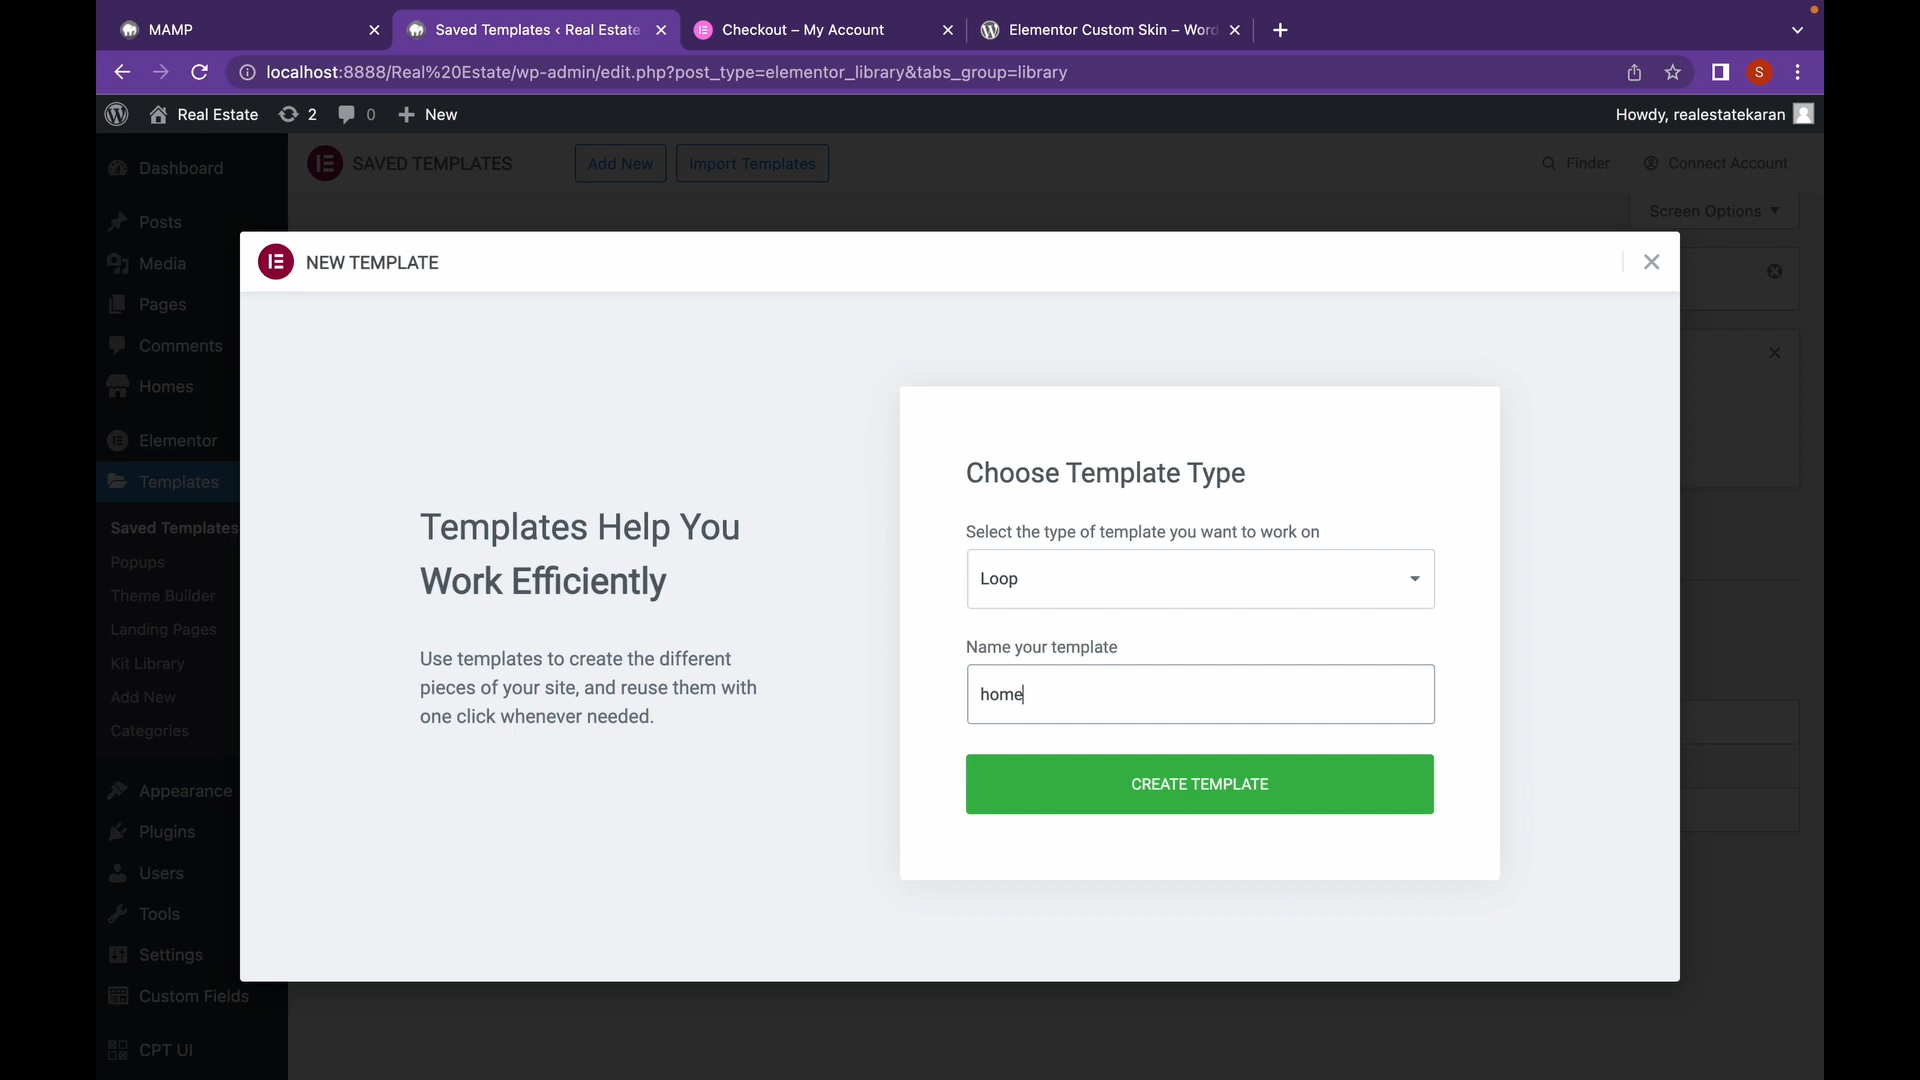 MAMP
Saved Templates ‹ Real Estate
Checkout – My Account
Elementor Custom Skin – Word
localhost:8888/Real%20Estate/wp-admin/edit.php?post_type=elementor_library&tabs_group=library
S
Real Estate
2
0
New
Howdy, realestatekaran
SAVED TEMPLATES
Add New
Import Templates
Finder
Connect Account
Screen Options
Dashboard
Posts
Media
Pages
Comments
Homes
Elementor
Templates
Saved Templates
Popups
Theme Builder
Landing Pages
Kit Library
Add New
Categories
Appearance
Plugins
Users
Tools
Settings
Custom Fields
CPT UI
NEW TEMPLATE
Templates Help You
Work Efficiently
Use templates to create the different
pieces of your site, and reuse them with
one click whenever needed.
Choose Template Type
Select the type of template you want to work on
Loop
Name your template
home
CREATE TEMPLATE